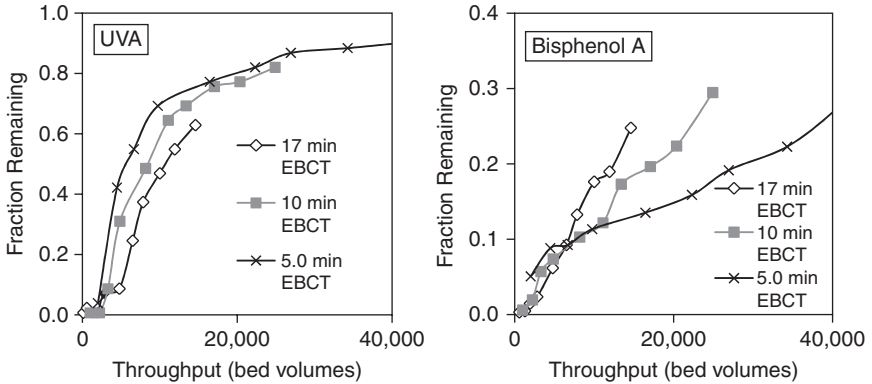 1.0
0.8
0.6
0.4
0.2
0.0
Fraction Remaining
UVA
17 min
EBCT
10 min
EBCT
5.0 min
EBCT
0
20,000
40,000
Throughput (bed volumes)
0.4
0.3
0.2
0.1
0.0
Fraction Remaining
Bisphenol A
17 min
EBCT
10 min
EBCT
5.0 min
EBCT
0
20,000
40,000
Throughput (bed volumes)